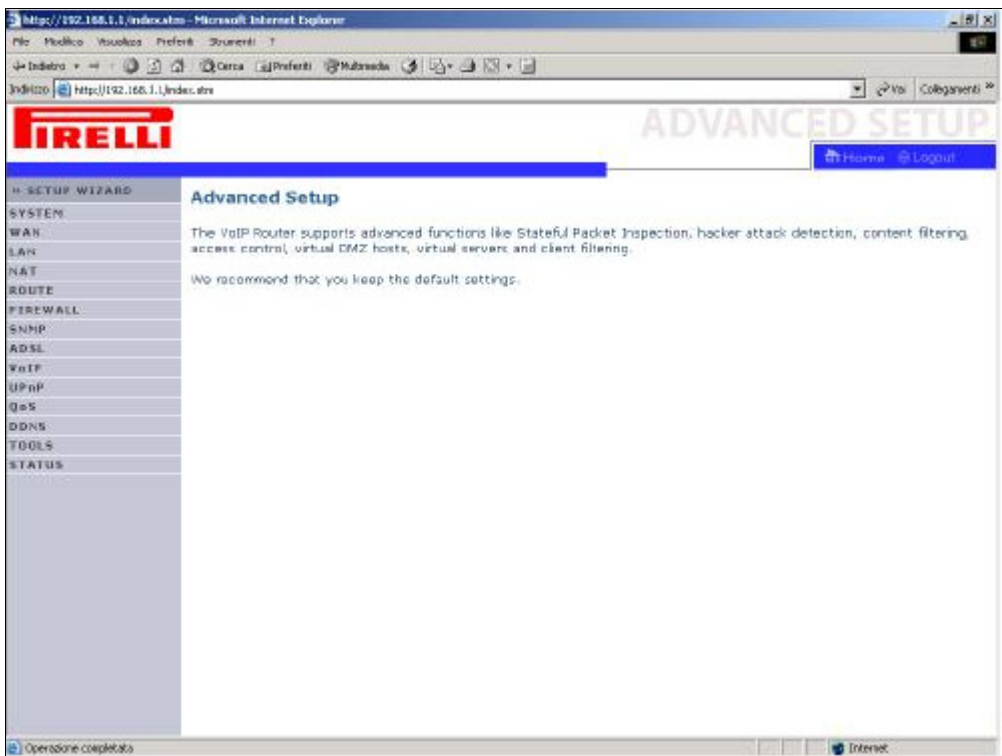 http://192.168.1.1/index.stm - Microsoft Internet Explorer
File Modifica Visualizza Preferiti Strumenti ?
Indietro Cerca Preferiti Multimedia
Indirizzo http://192.168.1.1/index.stm Vai Collegamenti »
PIRELLI
ADVANCED SETUP
Home Logout
» SETUP WIZARD
SYSTEM
WAN
LAN
NAT
ROUTE
FIREWALL
SNMP
ADSL
VoIP
UPnP
QoS
DDNS
TOOLS
STATUS
Advanced Setup
The VoIP Router supports advanced functions like Stateful Packet Inspection, hacker attack detection, content filtering,
access control, virtual DMZ hosts, virtual servers and client filtering.
We recommend that you keep the default settings.
Operazione completata
Internet